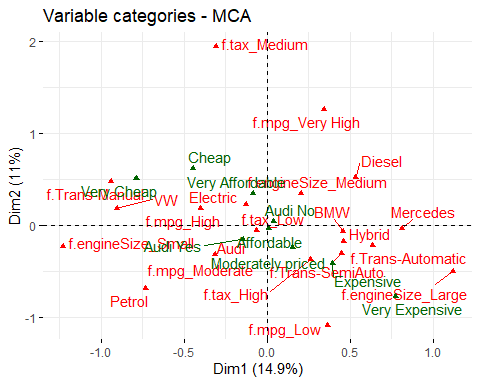 Variable categories - MCA
f.tax_Medium
f.mpg_Very High
Cheap
Diesel
Very Affordable
f.engineSize_Medium
f.Trans-Manual
Very Cheap
VW
Electric
f.mpg_High
f.tax_Low
Audi No
BMW
Mercedes
Hybrid
f.engineSize_Small
Audi Yes
Audi
Affordable
f.Trans-Automatic
Moderately priced
f.mpg_Moderate
f.Trans-SemiAuto
Expensive
Petrol
f.tax_High
f.engineSize_Large
Very Expensive
f.mpg_Low
2
1
0
-1
Dim2 (11%)
-1.0
-0.5
0.0
0.5
1.0
Dim1 (14.9%)